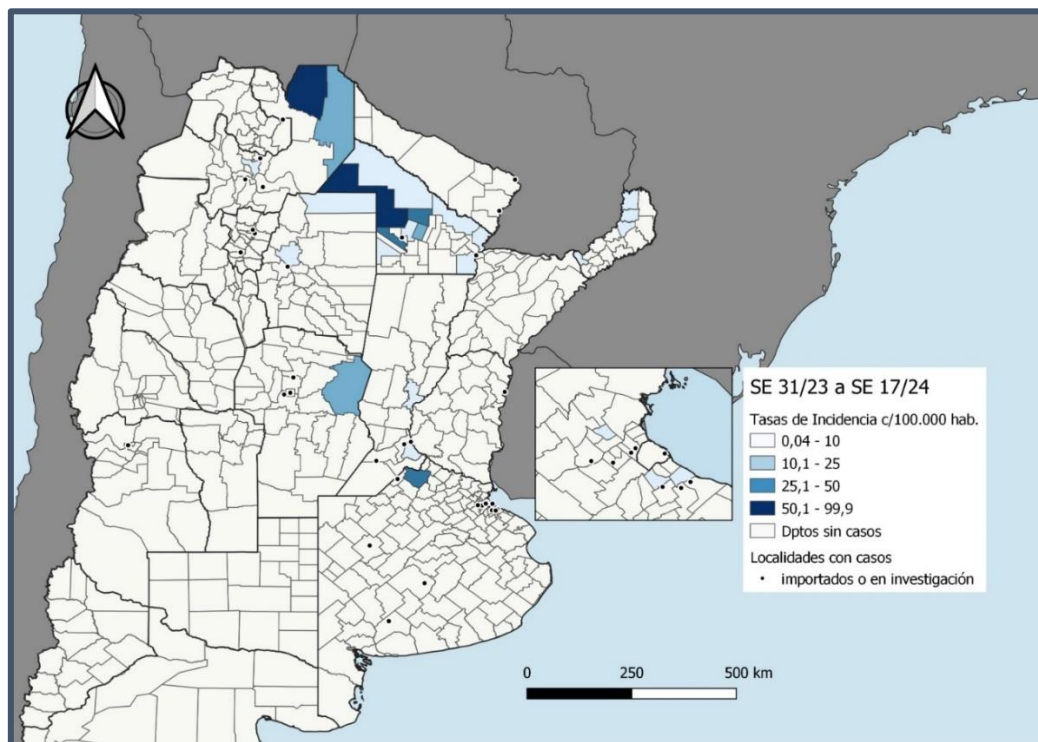 SE 31/23 a SE 17/24
Tasas de Incidencia c/100.000 hab.
0,04 - 10
10,1 - 25
25,1 - 50
50,1 - 99,9
Dptos sin casos
Localidades con casos
importados o en investigación
0 250 500 km